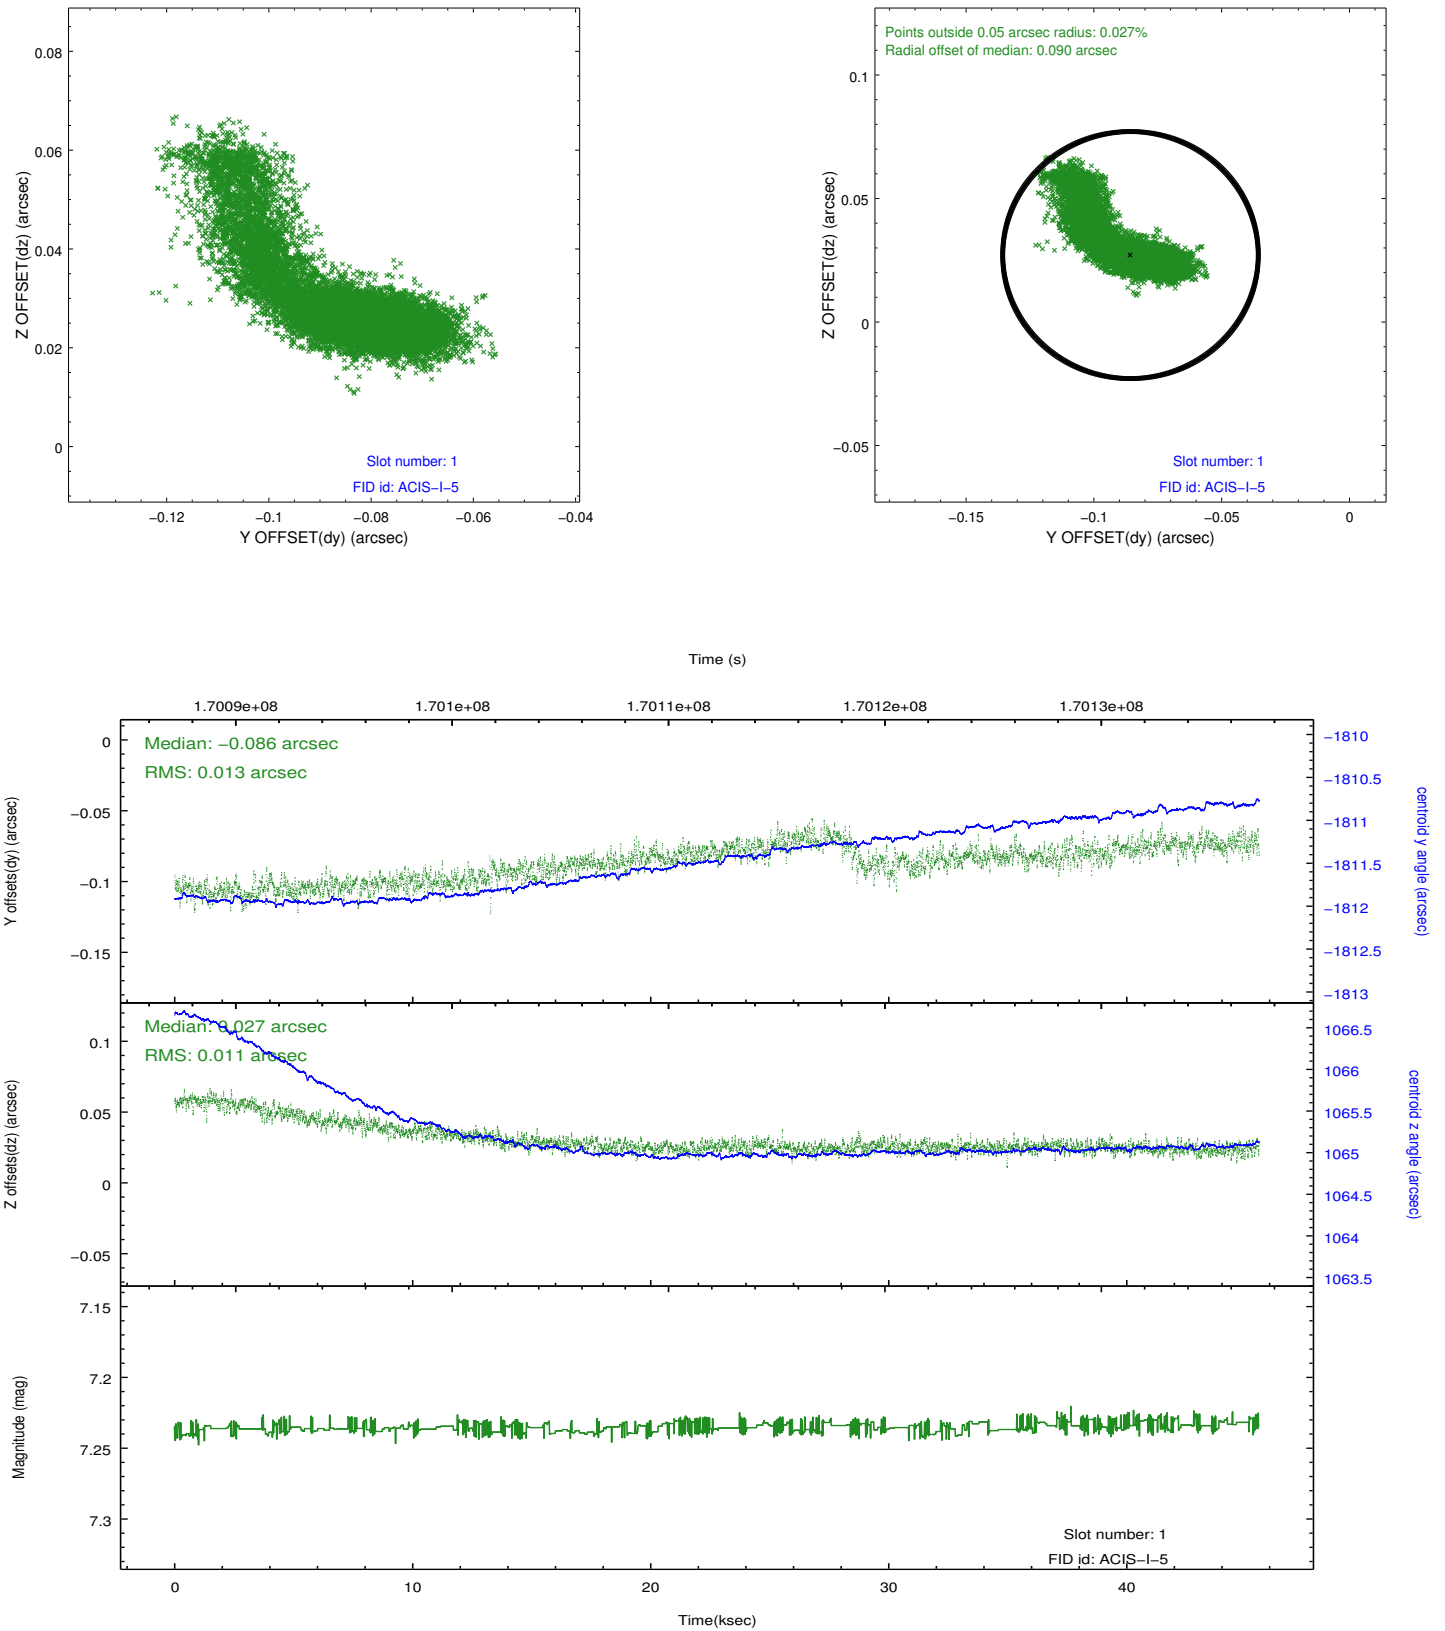 0.08
0.06
0.04
0.02
0
Z OFFSET(dz) (arcsec)
Slot number: 1
FID id: ACIS−I−5
−0.12 −0.1 −0.08 −0.06 −0.04
Y OFFSET(dy) (arcsec)
Points outside 0.05 arcsec radius: 0.027%
Radial offset of median: 0.090 arcsec
0.1
0.05
0
−0.05
Z OFFSET(dz) (arcsec)
Slot number: 1
FID id: ACIS−I−5
−0.15 −0.1 −0.05 0
Y OFFSET(dy) (arcsec)
Time (s)
1.7009e+08 1.701e+08 1.7011e+08 1.7012e+08 1.7013e+08
Median: −0.086 arcsec
RMS: 0.013 arcsec
0
−0.05
−0.1
−0.15
Y offsets(dy) (arcsec)
−1810
−1810.5
−1811
−1811.5
−1812
−1812.5
−1813
centroid y angle (arcsec)
Median: 0.027 arcsec
RMS: 0.011 arcsec
0.1
0.05
0
−0.05
Z offsets(dz) (arcsec)
1066.5
1066
1065.5
1065
1064.5
1064
1063.5
centroid z angle (arcsec)
7.15
7.2
7.25
7.3
Magnitude (mag)
Slot number: 1
FID id: ACIS−I−5
0 10 20 30 40
Time(ksec)